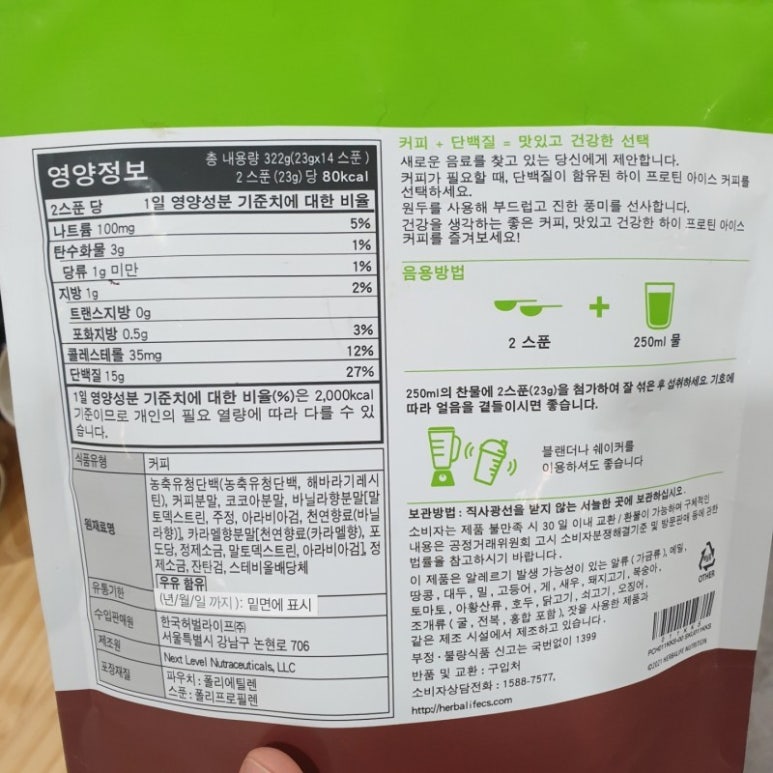 영양정보
총 내용량 322g(23gx14 스푼)
2 스푼 (23g) 당 80kcal
2스푼 당 1일 영양성분 기준치에 대한 비율
나트륨 100mg 5%
탄수화물 3g 1%
당류 1g 미만 1%
지방 1g 2%
트랜스지방 0g
포화지방 0.5g 3%
콜레스테롤 35mg 12%
단백질 15g 27%
1일 영양성분 기준치에 대한 비율(%)은 2,000kcal
기준이므로 개인의 필요 열량에 따라 다를 수 있
습니다.
식품유형 커피
원재료명
농축유청단백(농축유청단백, 해바라기레시
틴), 커피분말, 코코아분말, 바닐라향분말[말
토덱스트린, 주정, 아라비아검, 천연향료(바닐
라향)], 카라멜향분말[천연향료(카라멜향), 포
도당, 정제소금, 말토덱스트린, 아라비아검], 정
제소금, 잔탄검, 스테비올배당체
우유 함유
유통기한 (년/월/일 까지): 밑면에 표시
수입판매원 한국허벌라이프㈜
서울특별시 강남구 논현로 706
제조원 Next Level Nutraceuticals, LLC
포장재질 파우치:폴리에틸렌
스푼:폴리프로필렌
커피 + 단백질 = 맛있고 건강한 선택
새로운 음료를 찾고 있는 당신에게 제안합니다.
커피가 필요할 때, 단백질이 함유된 하이 프로틴 아이스 커피를
선택하세요.
원두를 사용해 부드럽고 진한 풍미를 선사합니다.
건강을 생각하는 좋은 커피, 맛있고 건강한 하이 프로틴 아이스
커피를 즐겨보세요!
음용방법
+
2 스푼 250ml 물
250ml의 찬물에 2스푼(23g)을 첨가하여 잘 섞은 후 섭취하세요. 기호에
따라 얼음을 곁들이시면 좋습니다.
블랜더나 쉐이커를
이용하셔도 좋습니다
보관방법 : 직사광선을 받지 않는 서늘한 곳에 보관하십시오.
소비자는 제품 불만족 시 30 일 이내 교환 / 환불이 가능하며 구체적인
내용은 공정거래위원회 고시 소비자분쟁해결기준 및 방문판매 등에 관한
법률을 참고하시기 바랍니다.
이 제품은 알레르기 발생 가능성이 있는 알류 (가금류), 메밀,
땅콩, 대두, 밀, 고등어, 게, 새우, 돼지고기, 복숭아,
토마토, 아황산류, 호두, 닭고기, 쇠고기, 오징어,
조개류 ( 굴, 전복, 홍합 포함 ), 잣을 사용한 제품과
같은 제조 시설에서 제조하고 있습니다.
부정·불량식품 신고는 국번없이 1399
반품 및 교환 : 구입처
소비자상담전화 : 1588-7577,
http://herbalifecs.com
OTHER
©2021 HERBALIFE NUTRITION